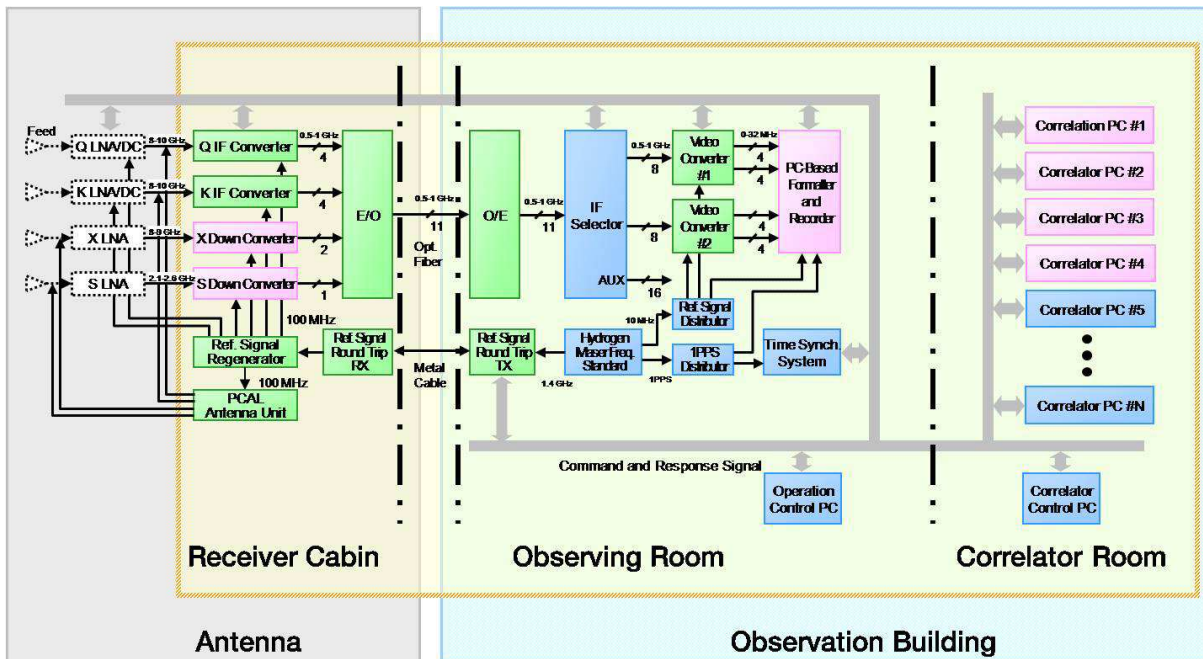 Feed
Q LNA/DC
8-10 GHz
Q IF Converter
0.5-1 GHz
4
K LNA/DC
8-10 GHz
K IF Converter
4
X LNA
8-9 GHz
X Down Converter
2
S LNA
2.1-2.6 GHz
S Down Converter
1
E/O
0.5-1 GHz
11
Opt.
Fiber
O/E
0.5-1 GHz
11
IF
Selector
0.5-1 GHz
8
8
AUX
16
Video
Converter
#1
0-32 MHz
4
4
Video
Converter
#2
4
4
PC-Based
Formatter
and
Recorder
100 MHz
Ref. Signal
Regenerator
Ref. Signal
Round Trip
RX
Metal
Cable
Ref. Signal
Round Trip
TX
1.4 GHz
Hydrogen
Maser Freq.
Standard
10 MHz
Ref. Signal
Distributor
1PPS
1PPS
Distributor
Time Synch.
System
100 MHz
PCAL
Antenna Unit
Command and Response Signal
Operation
Control PC
Correlation PC #1
Correlator PC #2
Correlator PC #3
Correlator PC #4
Correlator PC #5
Correlator PC #N
Correlator
Control PC
Receiver Cabin
Observing Room
Correlator Room
Antenna
Observation Building